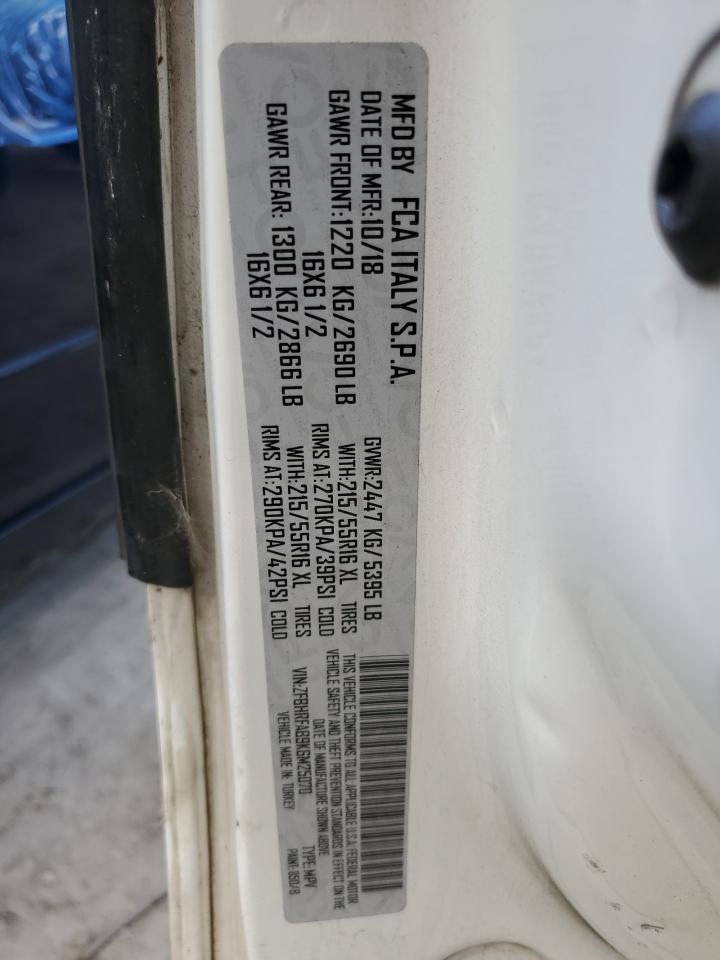 MFD BY FCA ITALY S.P.A.
DATE OF MFR:10/18 GVWR:2447 KG/5395 LB
GAWR FRONT:1220 KG/2690 LB WITH:215/55R16 XL TIRES
16X6 1/2 RIMS AT:270KPA/39PSI COLD
GAWR REAR: 1300 KG/2866 LB WITH:215/55R16 XL TIRES
16X6 1/2 RIMS AT:290KPA/42PSI COLD
THIS VEHICLE CONFORMS TO ALL APPLICABLE U.S.A. FEDERAL MOTOR
VEHICLE SAFETY AND THEFT PREVENTION STANDARDS IN EFFECT ON THE
DATE OF MANUFACTURE SHOWN ABOVE
VIN:ZFBHRFAB9K6M25070 TYPE:MPV
VEHICLE MADE IN: TURKEY PAINT: 850/B